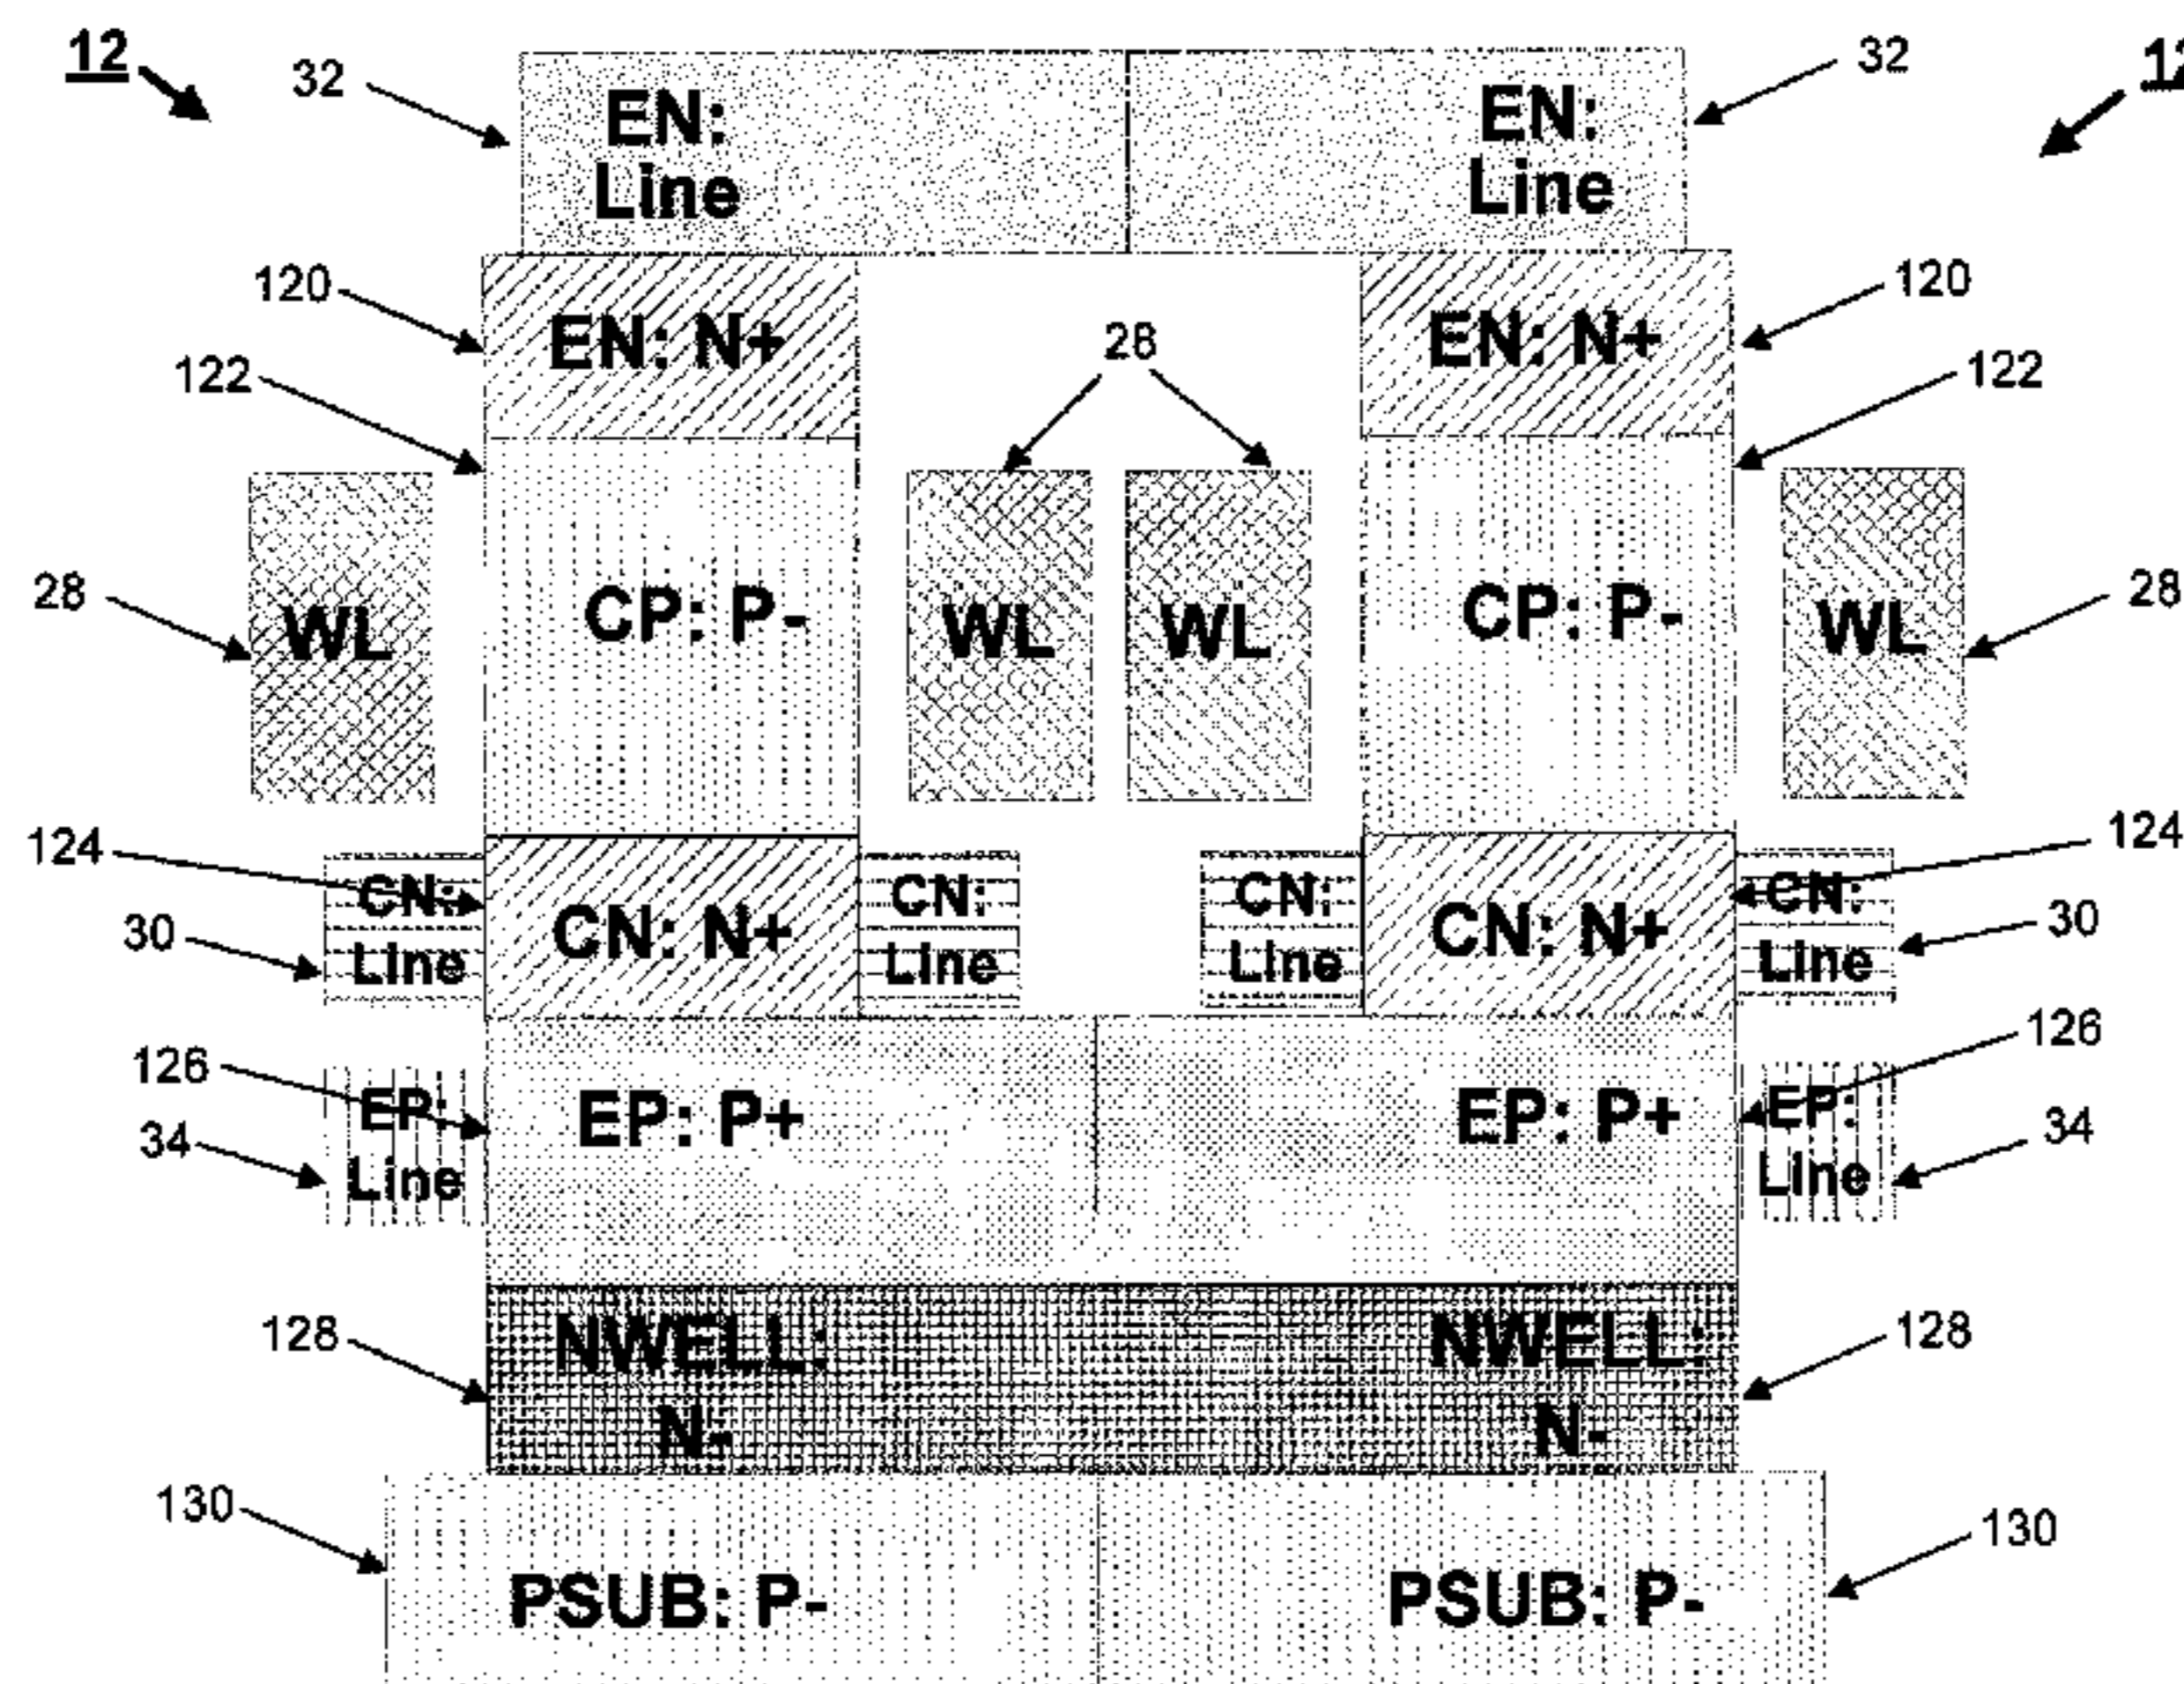 12
32
EN:
Line
EN:
Line
32
12
120
EN: N+
EN: N+
120
122
28
122
28
WL
CP: P-
WL
WL
CP: P-
WL
28
124
CN:
Line
CN: N+
CN:
Line
CN:
Line
CN: N+
CN:
Line
124
30
30
126
EP:
Line
EP: P+
EP: P+
EP:
Line
126
34
34
128
NWELL:
N-
NWELL:
N-
128
130
PSUB: P-
PSUB: P-
130